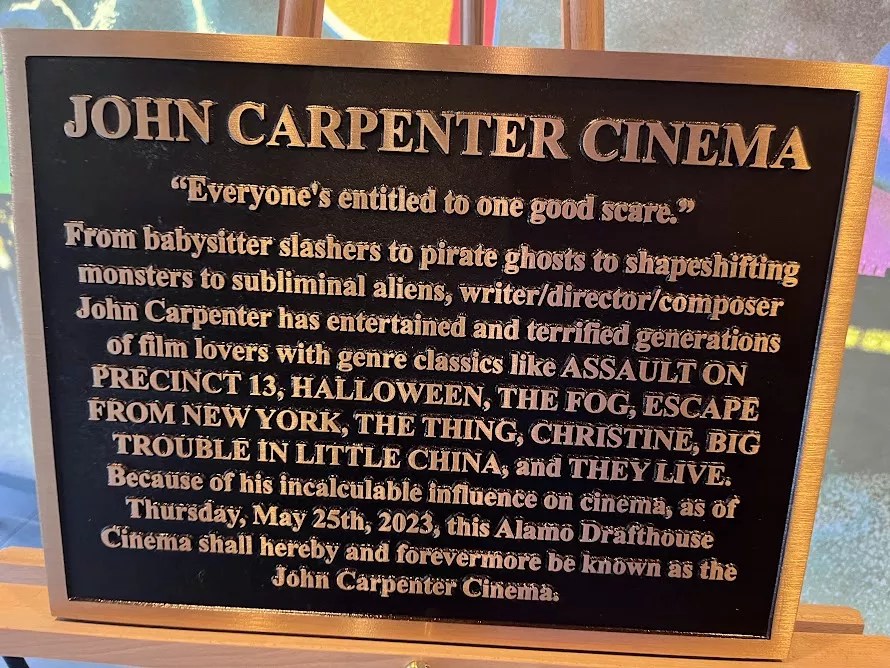 JOHN CARPENTER CINEMA
“Everyone's entitled to one good scare.”
From babysitter slashers to pirate ghosts to shapeshifting
monsters to subliminal aliens, writer/director/composer
John Carpenter has entertained and terrified generations
of film lovers with genre classics like ASSAULT ON
PRECINCT 13, HALLOWEEN, THE FOG, ESCAPE
FROM NEW YORK, THE THING, CHRISTINE, BIG
TROUBLE IN LITTLE CHINA, and THEY LIVE.
Because of his incalculable influence on cinema, as of
Thursday, May 25th, 2023, this Alamo Drafthouse
Cinema shall hereby and forevermore be known as the
John Carpenter Cinema.